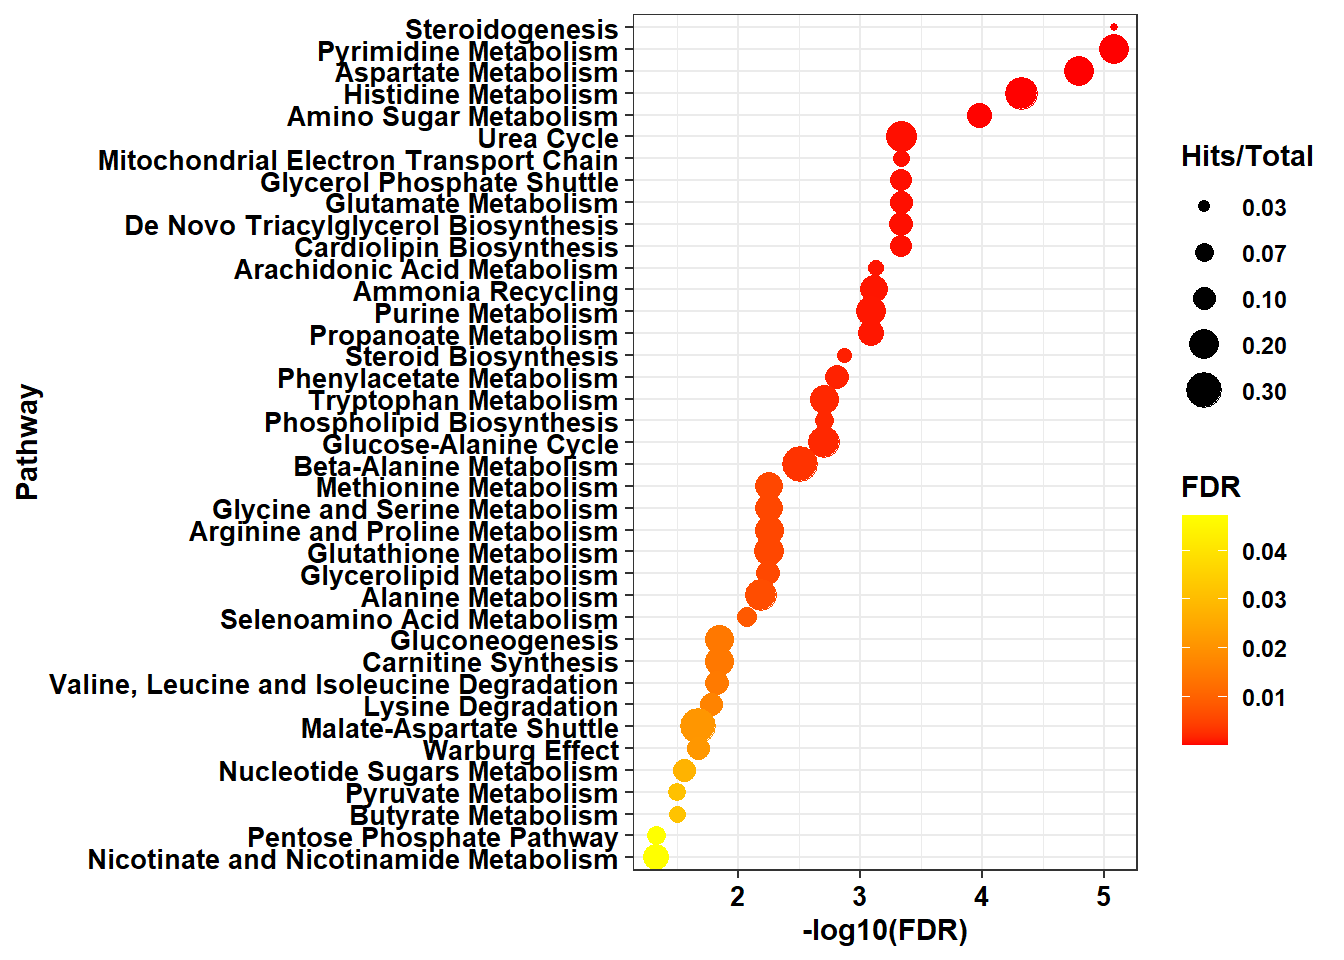 Steroidogenesis
Pyrimidine Metabolism
Aspartate Metabolism
Histidine Metabolism
Amino Sugar Metabolism
Urea Cycle
Mitochondrial Electron Transport Chain
Glycerol Phosphate Shuttle
Glutamate Metabolism
De Novo Triacylglycerol Biosynthesis
Cardiolipin Biosynthesis
Arachidonic Acid Metabolism
Ammonia Recycling
Purine Metabolism
Propanoate Metabolism
Steroid Biosynthesis
Phenylacetate Metabolism
Tryptophan Metabolism
Phospholipid Biosynthesis
Glucose-Alanine Cycle
Beta-Alanine Metabolism
Methionine Metabolism
Glycine and Serine Metabolism
Arginine and Proline Metabolism
Glutathione Metabolism
Glycerolipid Metabolism
Alanine Metabolism
Selenoamino Acid Metabolism
Gluconeogenesis
Carnitine Synthesis
Valine, Leucine and Isoleucine Degradation
Lysine Degradation
Malate-Aspartate Shuttle
Warburg Effect
Nucleotide Sugars Metabolism
Pyruvate Metabolism
Butyrate Metabolism
Pentose Phosphate Pathway
Nicotinate and Nicotinamide Metabolism
Pathway
2 3 4 5
-log10(FDR)
Hits/Total
0.03
0.07
0.10
0.20
0.30
FDR
0.04
0.03
0.02
0.01